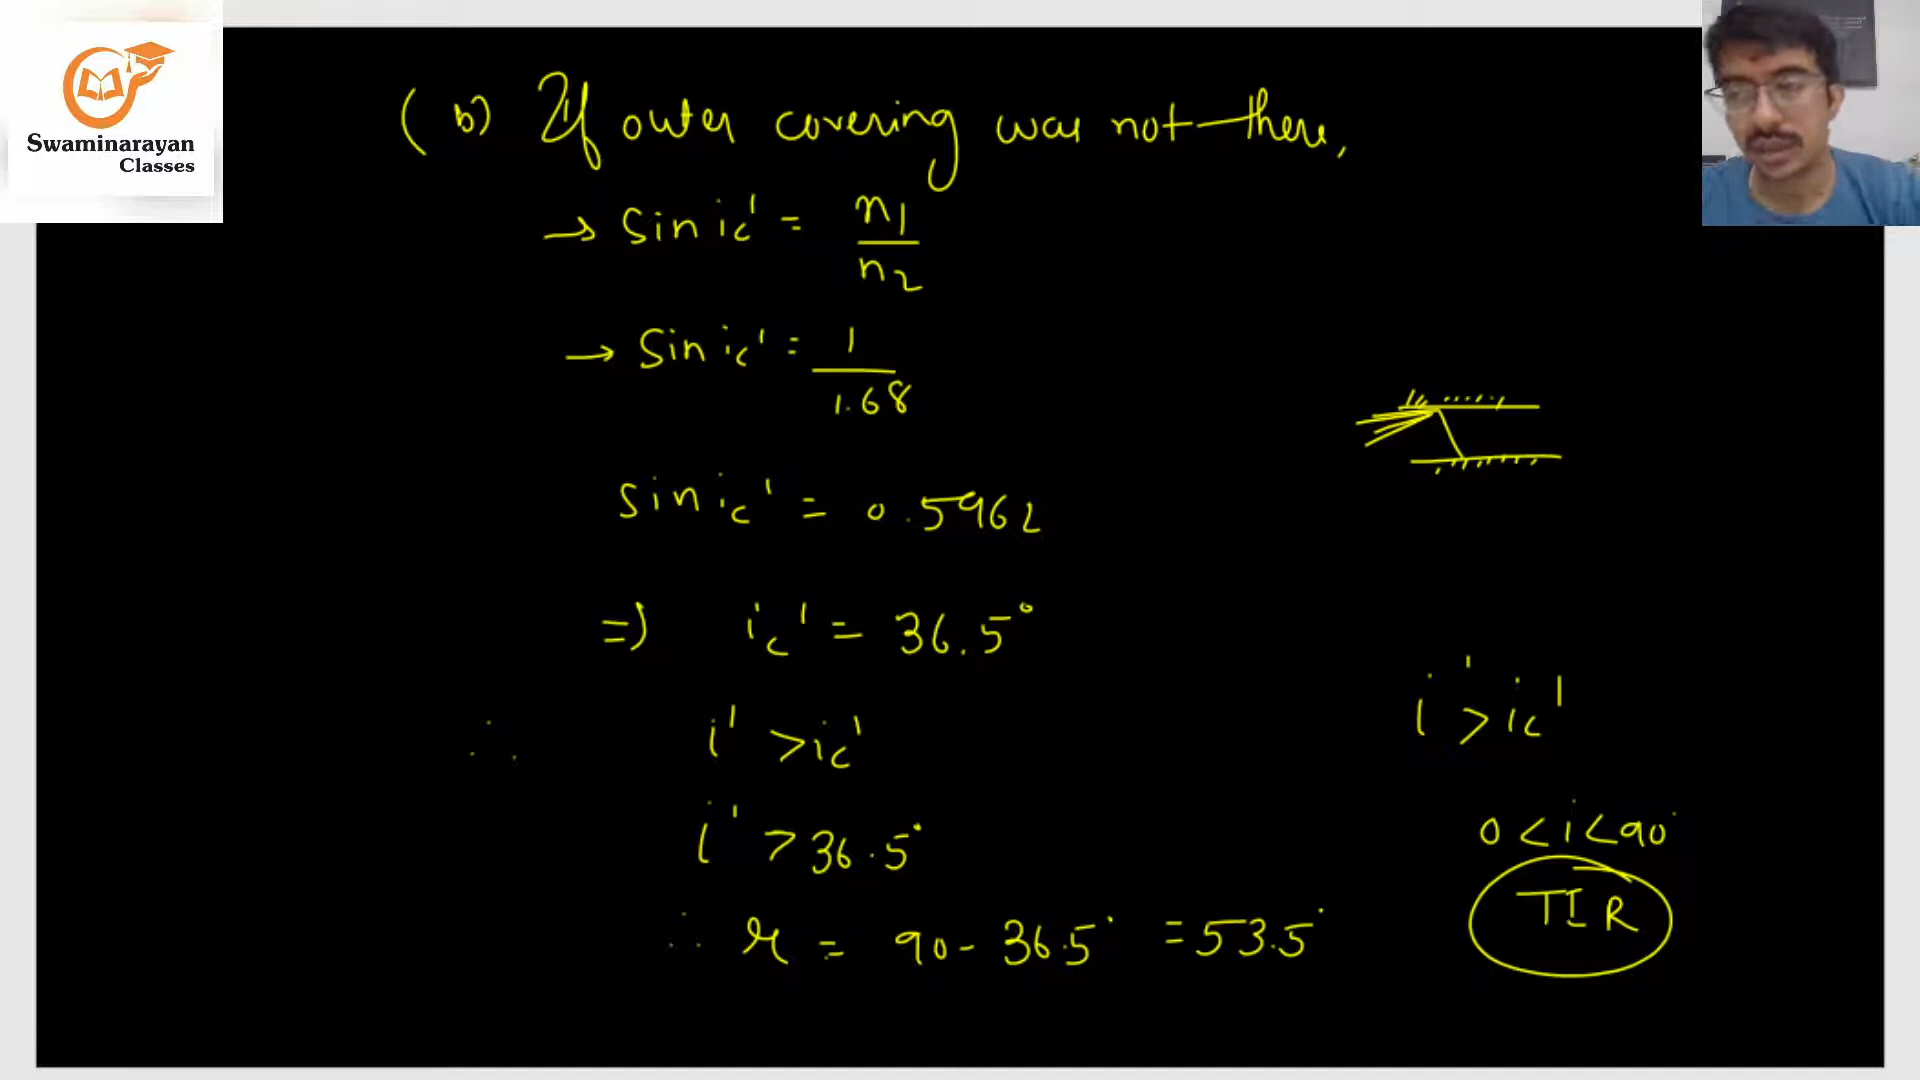 Swaminarayan
Classes
(b) If outer covering was not there,
→ sin ic' = n1/n2
→ sin ic' = 1/1.68
sin ic' = 0.5962
=> ic' = 36.5°
∴ i' > ic'
i' > 36.5°
∴ r = 90 - 36.5° = 53.5°
i' > ic'
0 < i < 90°
TIR